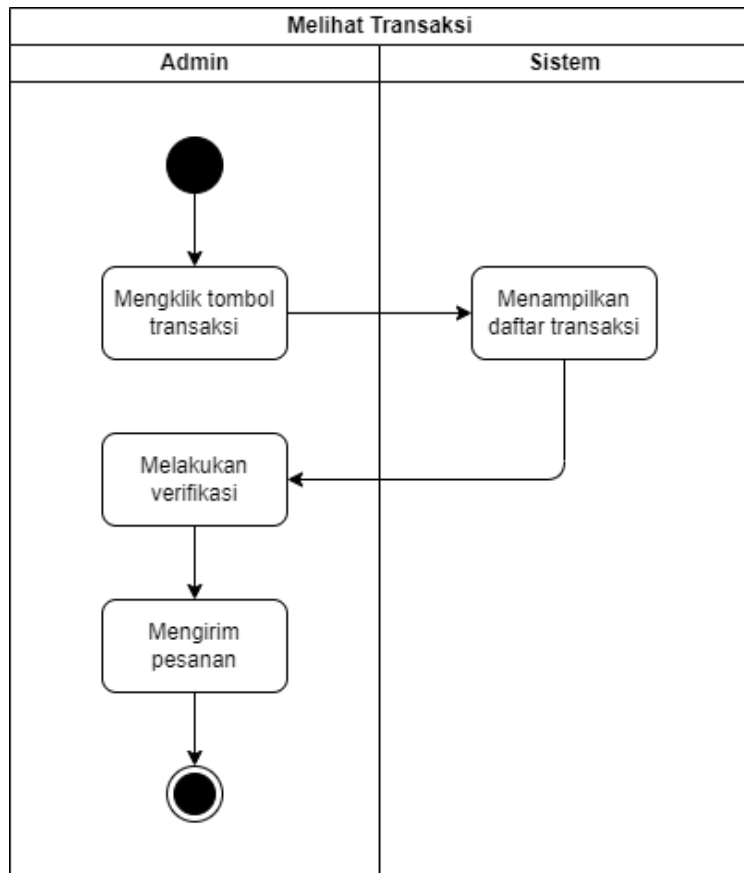 Melihat Transaksi
Admin
Sistem
Mengklik tombol
transaksi
Menampilkan
daftar transaksi
Melakukan
verifikasi
Mengirim
pesanan